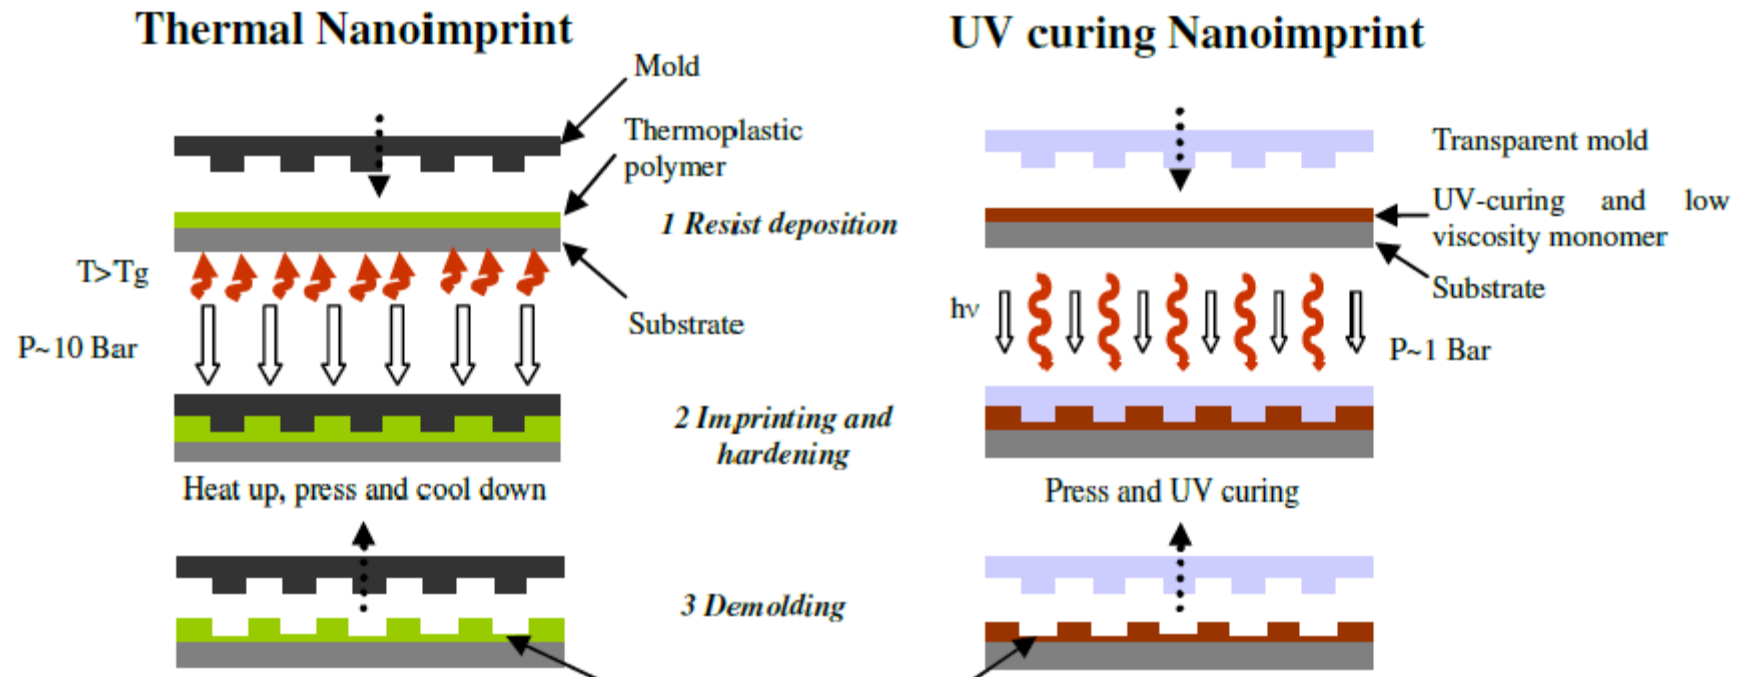 Thermal Nanoimprint
Mold
Thermoplastic
polymer
1 Resist deposition
T>Tg
Substrate
P~10 Bar
2 Imprinting and
hardening
Heat up, press and cool down
3 Demolding
UV curing Nanoimprint
Transparent mold
UV-curing and low
viscosity monomer
Substrate
hν
P~1 Bar
Press and UV curing